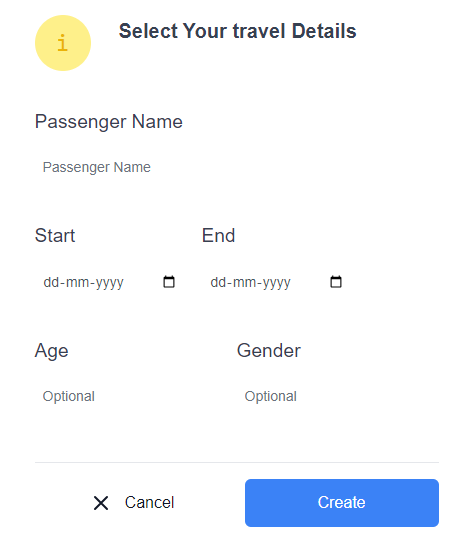 i
Select Your travel Details
Passenger Name
Passenger Name
Start End
dd-mm-yyyy dd-mm-yyyy
Age Gender
Optional Optional
Cancel Create